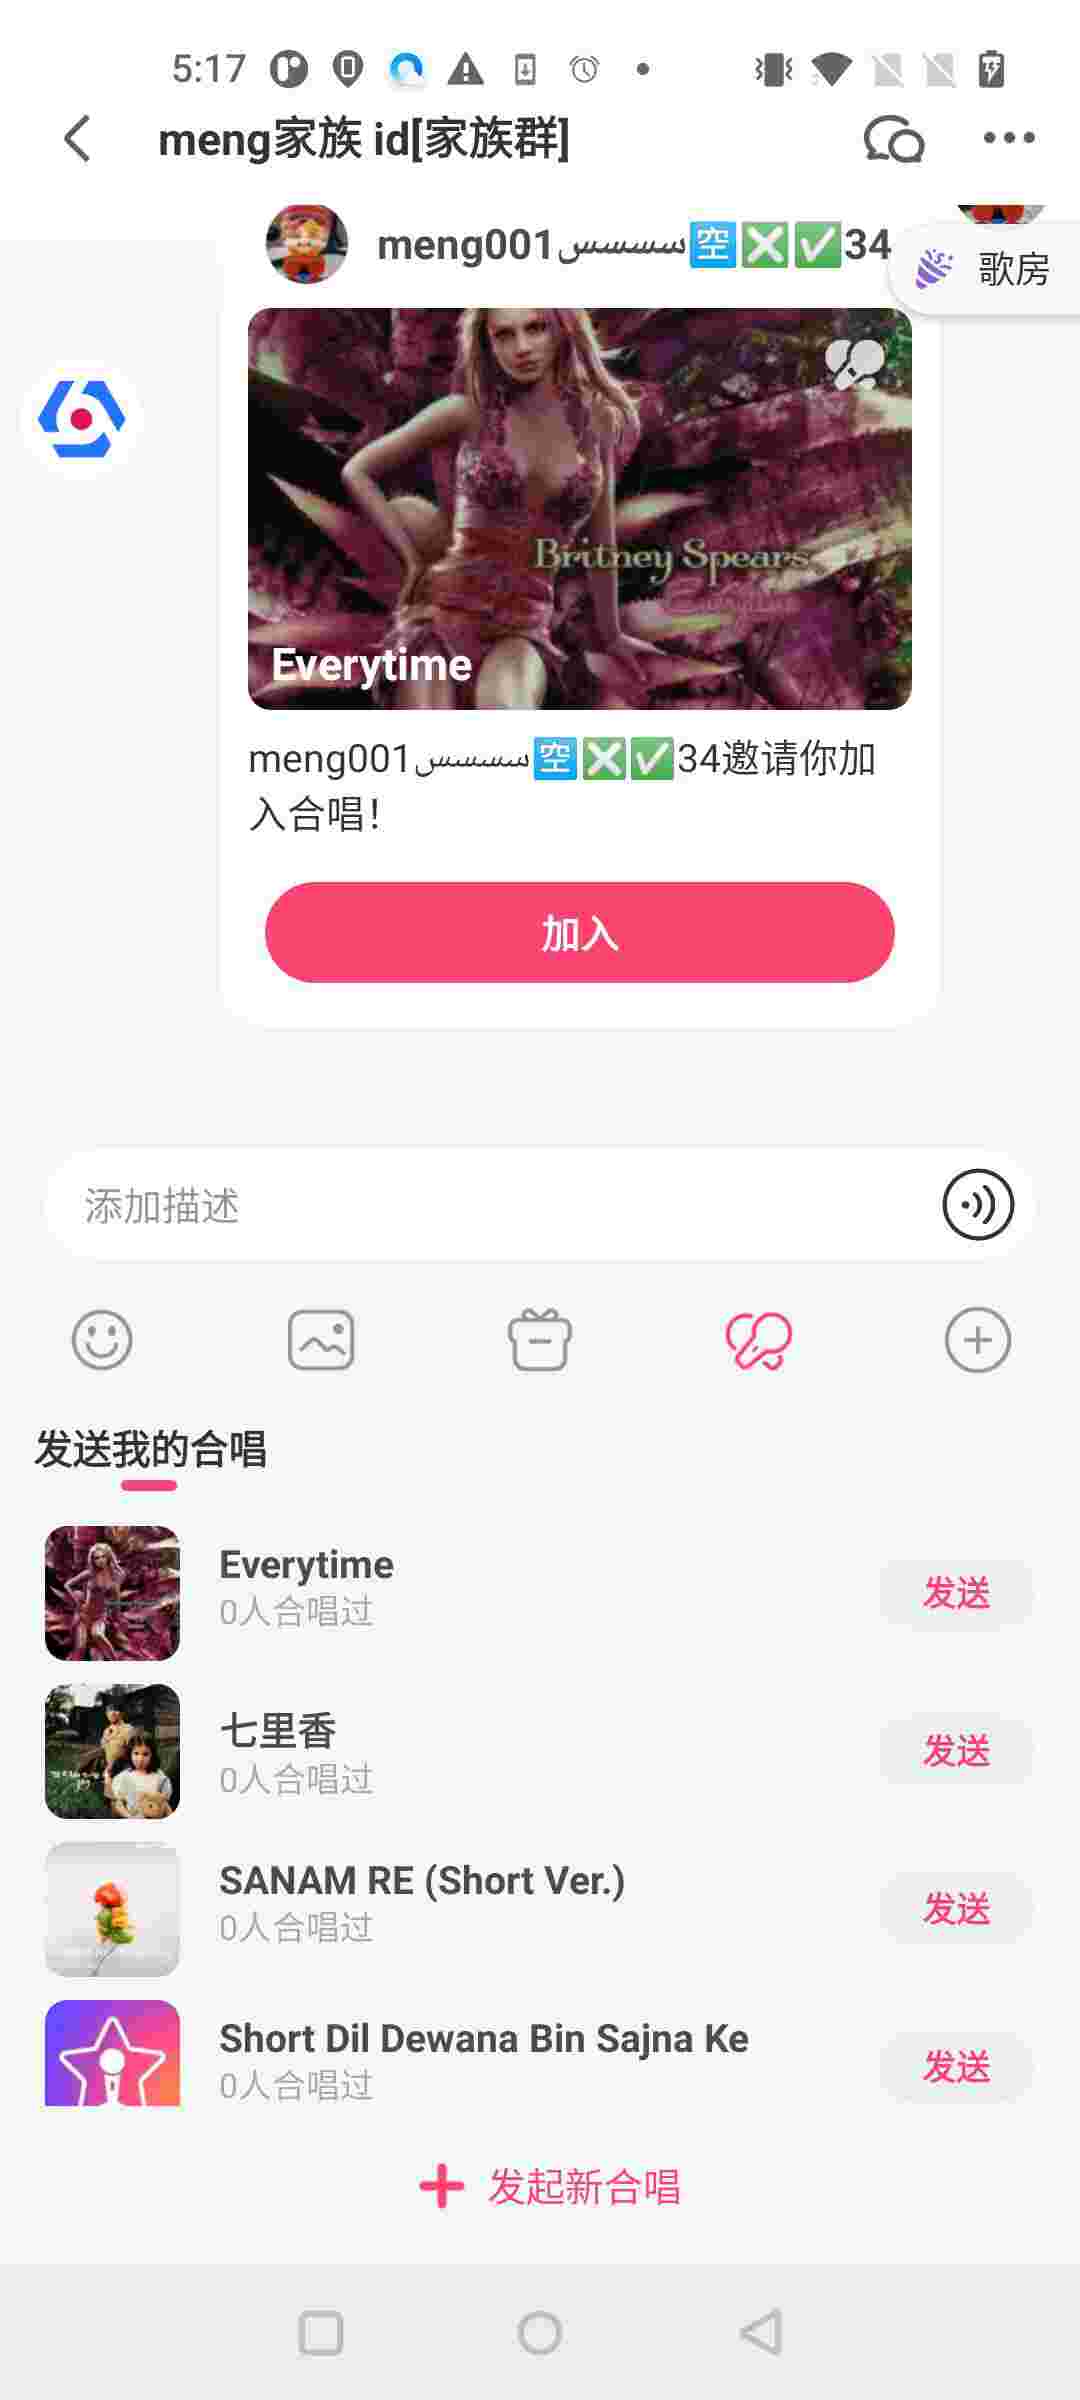 5:17
meng家族 id[家族群]
meng001سسسس🈳❎✅34
歌房
Britney Spears
Everytime
Everytime
meng001سسسس🈳❎✅34邀请你加
入合唱！
加入
添加描述
发送我的合唱
Everytime
0人合唱过
发送
七里香
0人合唱过
发送
SANAM RE (Short Ver.)
0人合唱过
发送
Short Dil Dewana Bin Sajna Ke
0人合唱过
发送
发起新合唱